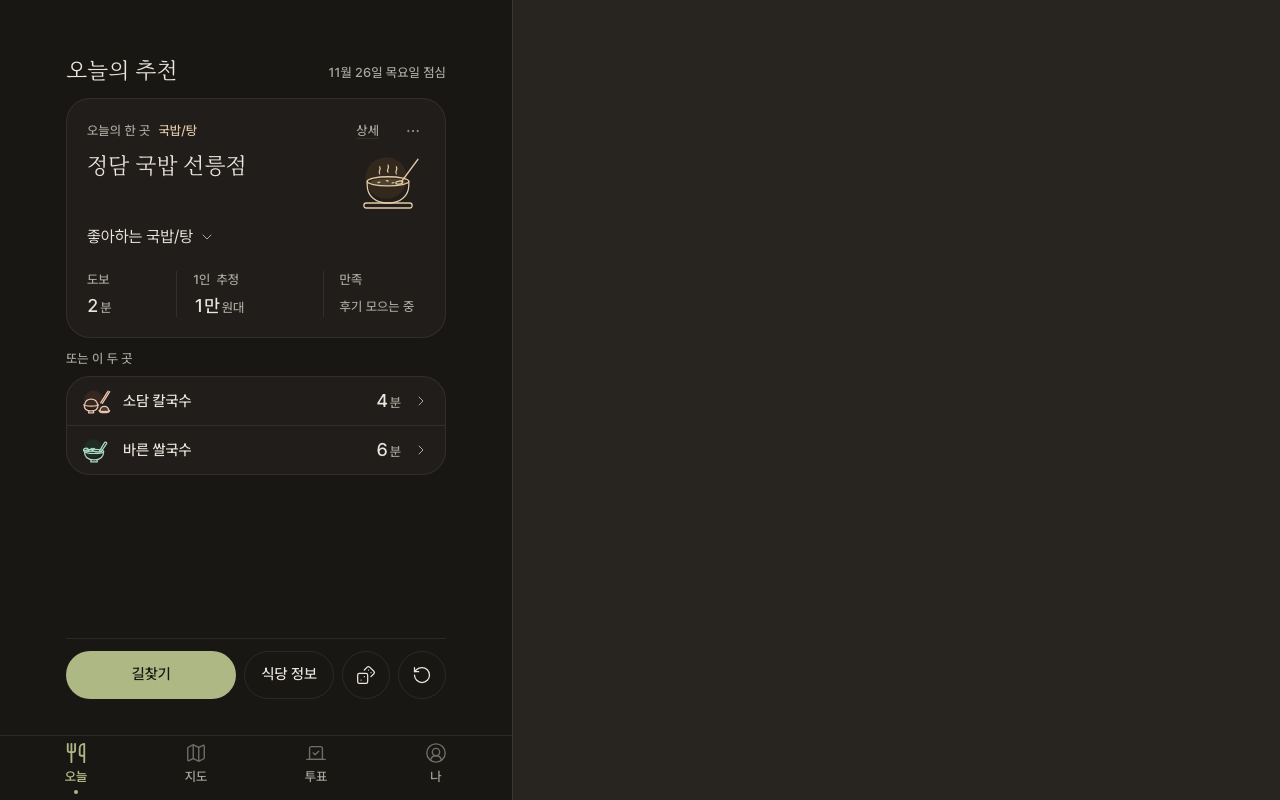 오늘의 추천
11월 26일 목요일 점심
오늘의 한 곳 국밥/탕
상세
정담 국밥 선릉점
좋아하는 국밥/탕
도보
2분
1인 추정
1만원대
만족
후기 모으는 중
또는 이 두 곳
소담 칼국수
4분
바른 쌀국수
6분
길찾기
식당 정보
오늘
지도
투표
나